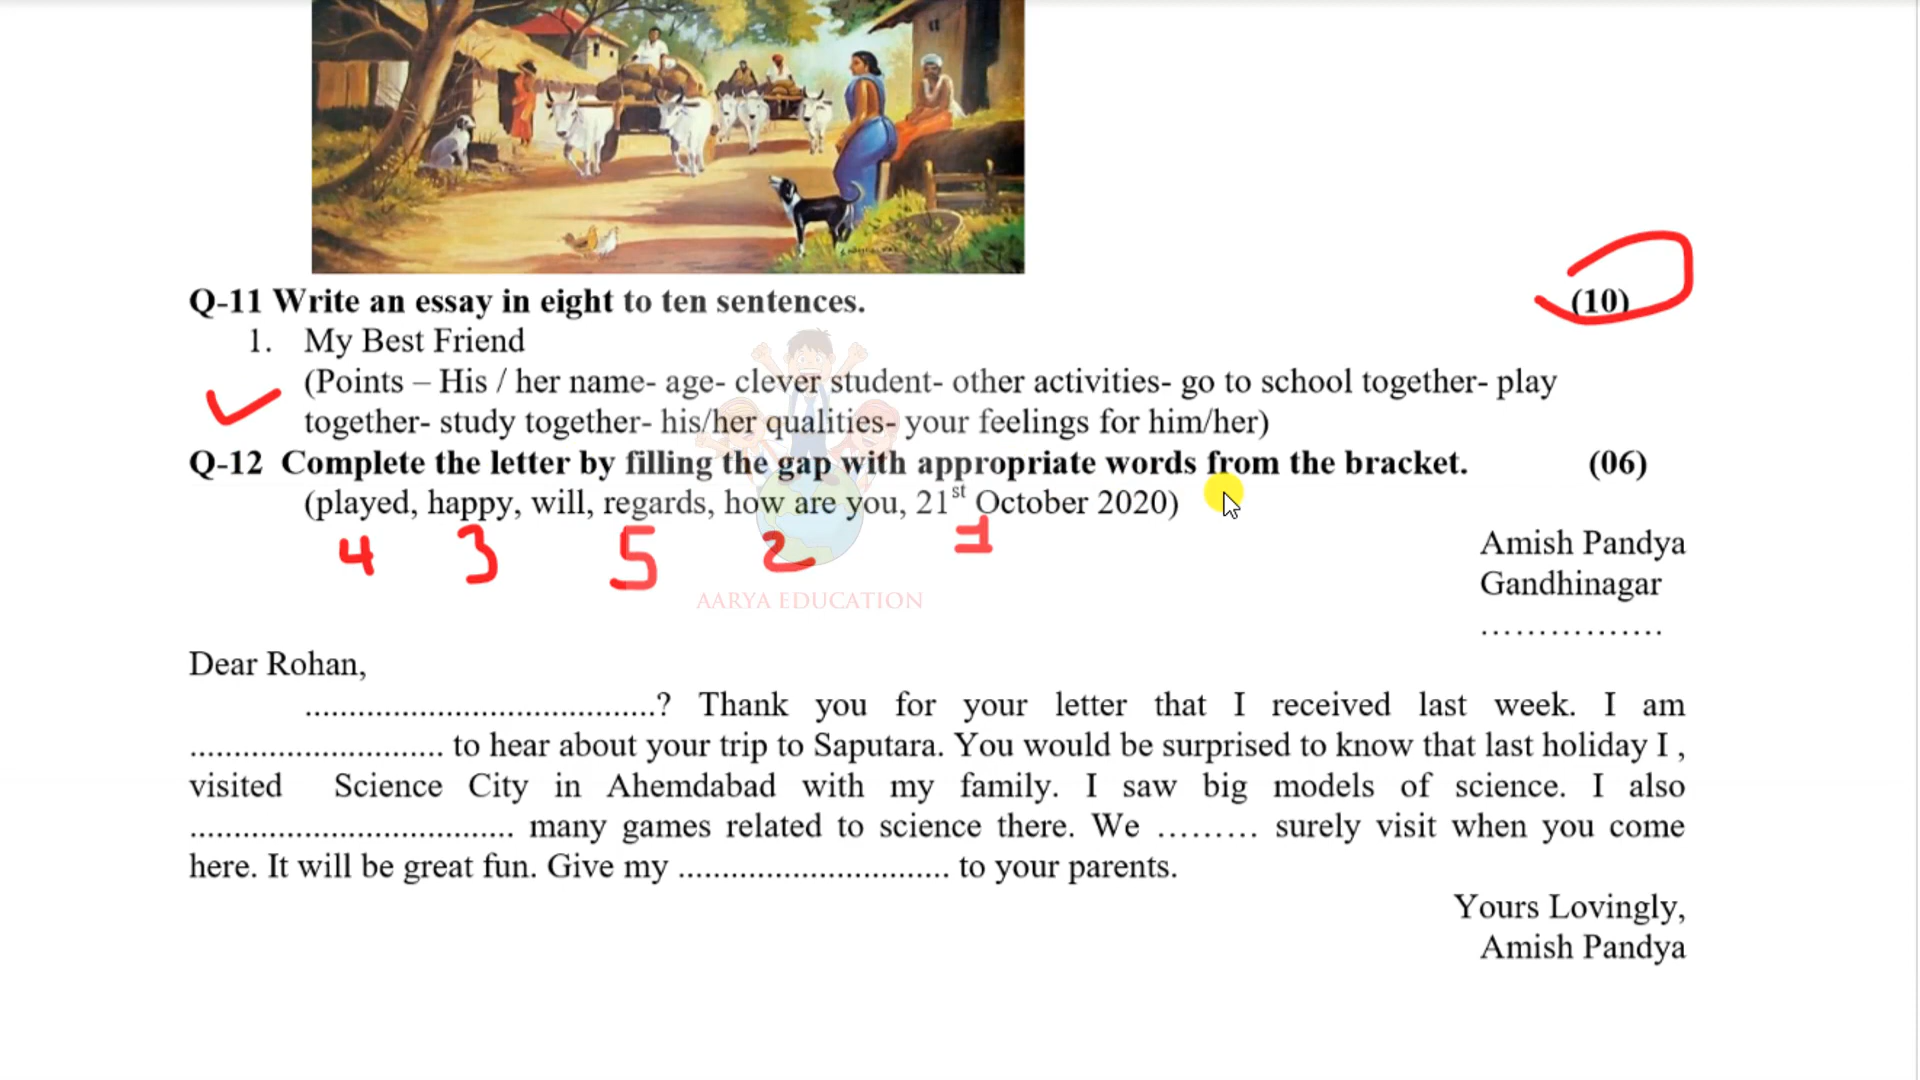 Q-11 Write an essay in eight to ten sentences. (10)
1. My Best Friend
(Points – His / her name- age- clever student- other activities- go to school together- play
together- study together- his/her qualities- your feelings for him/her)
Q-12 Complete the letter by filling the gap with appropriate words from the bracket. (06)
(played, happy, will, regards, how are you, 21st October 2020)
4 3 5 2 1
AARYA EDUCATION
Amish Pandya
Gandhinagar
................
Dear Rohan,
.......................................? Thank you for your letter that I received last week. I am
............................ to hear about your trip to Saputara. You would be surprised to know that last holiday I ,
visited Science City in Ahemdabad with my family. I saw big models of science. I also
.................................... many games related to science there. We ......... surely visit when you come
here. It will be great fun. Give my .............................. to your parents.
Yours Lovingly,
Amish Pandya